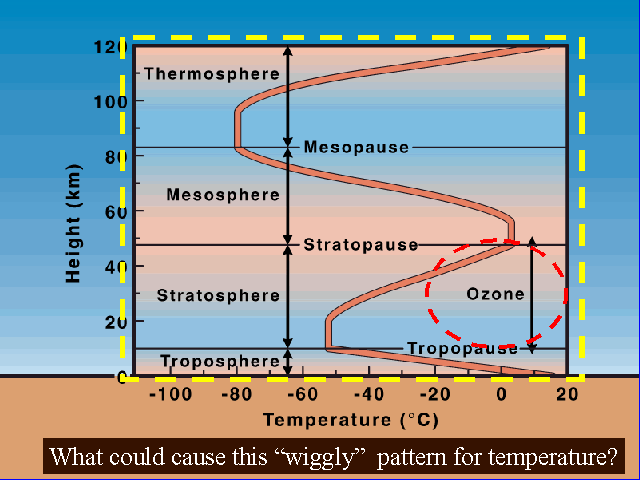 120
Thermosphere
100
Mesopause
80
Mesosphere
60
Stratopause
40
Stratosphere
Ozone
20
Tropopause
Troposphere
0
Height (km)
-100 -80 -60 -40 -20 0 20
Temperature (°C)
What could cause this “wiggly” pattern for temperature?